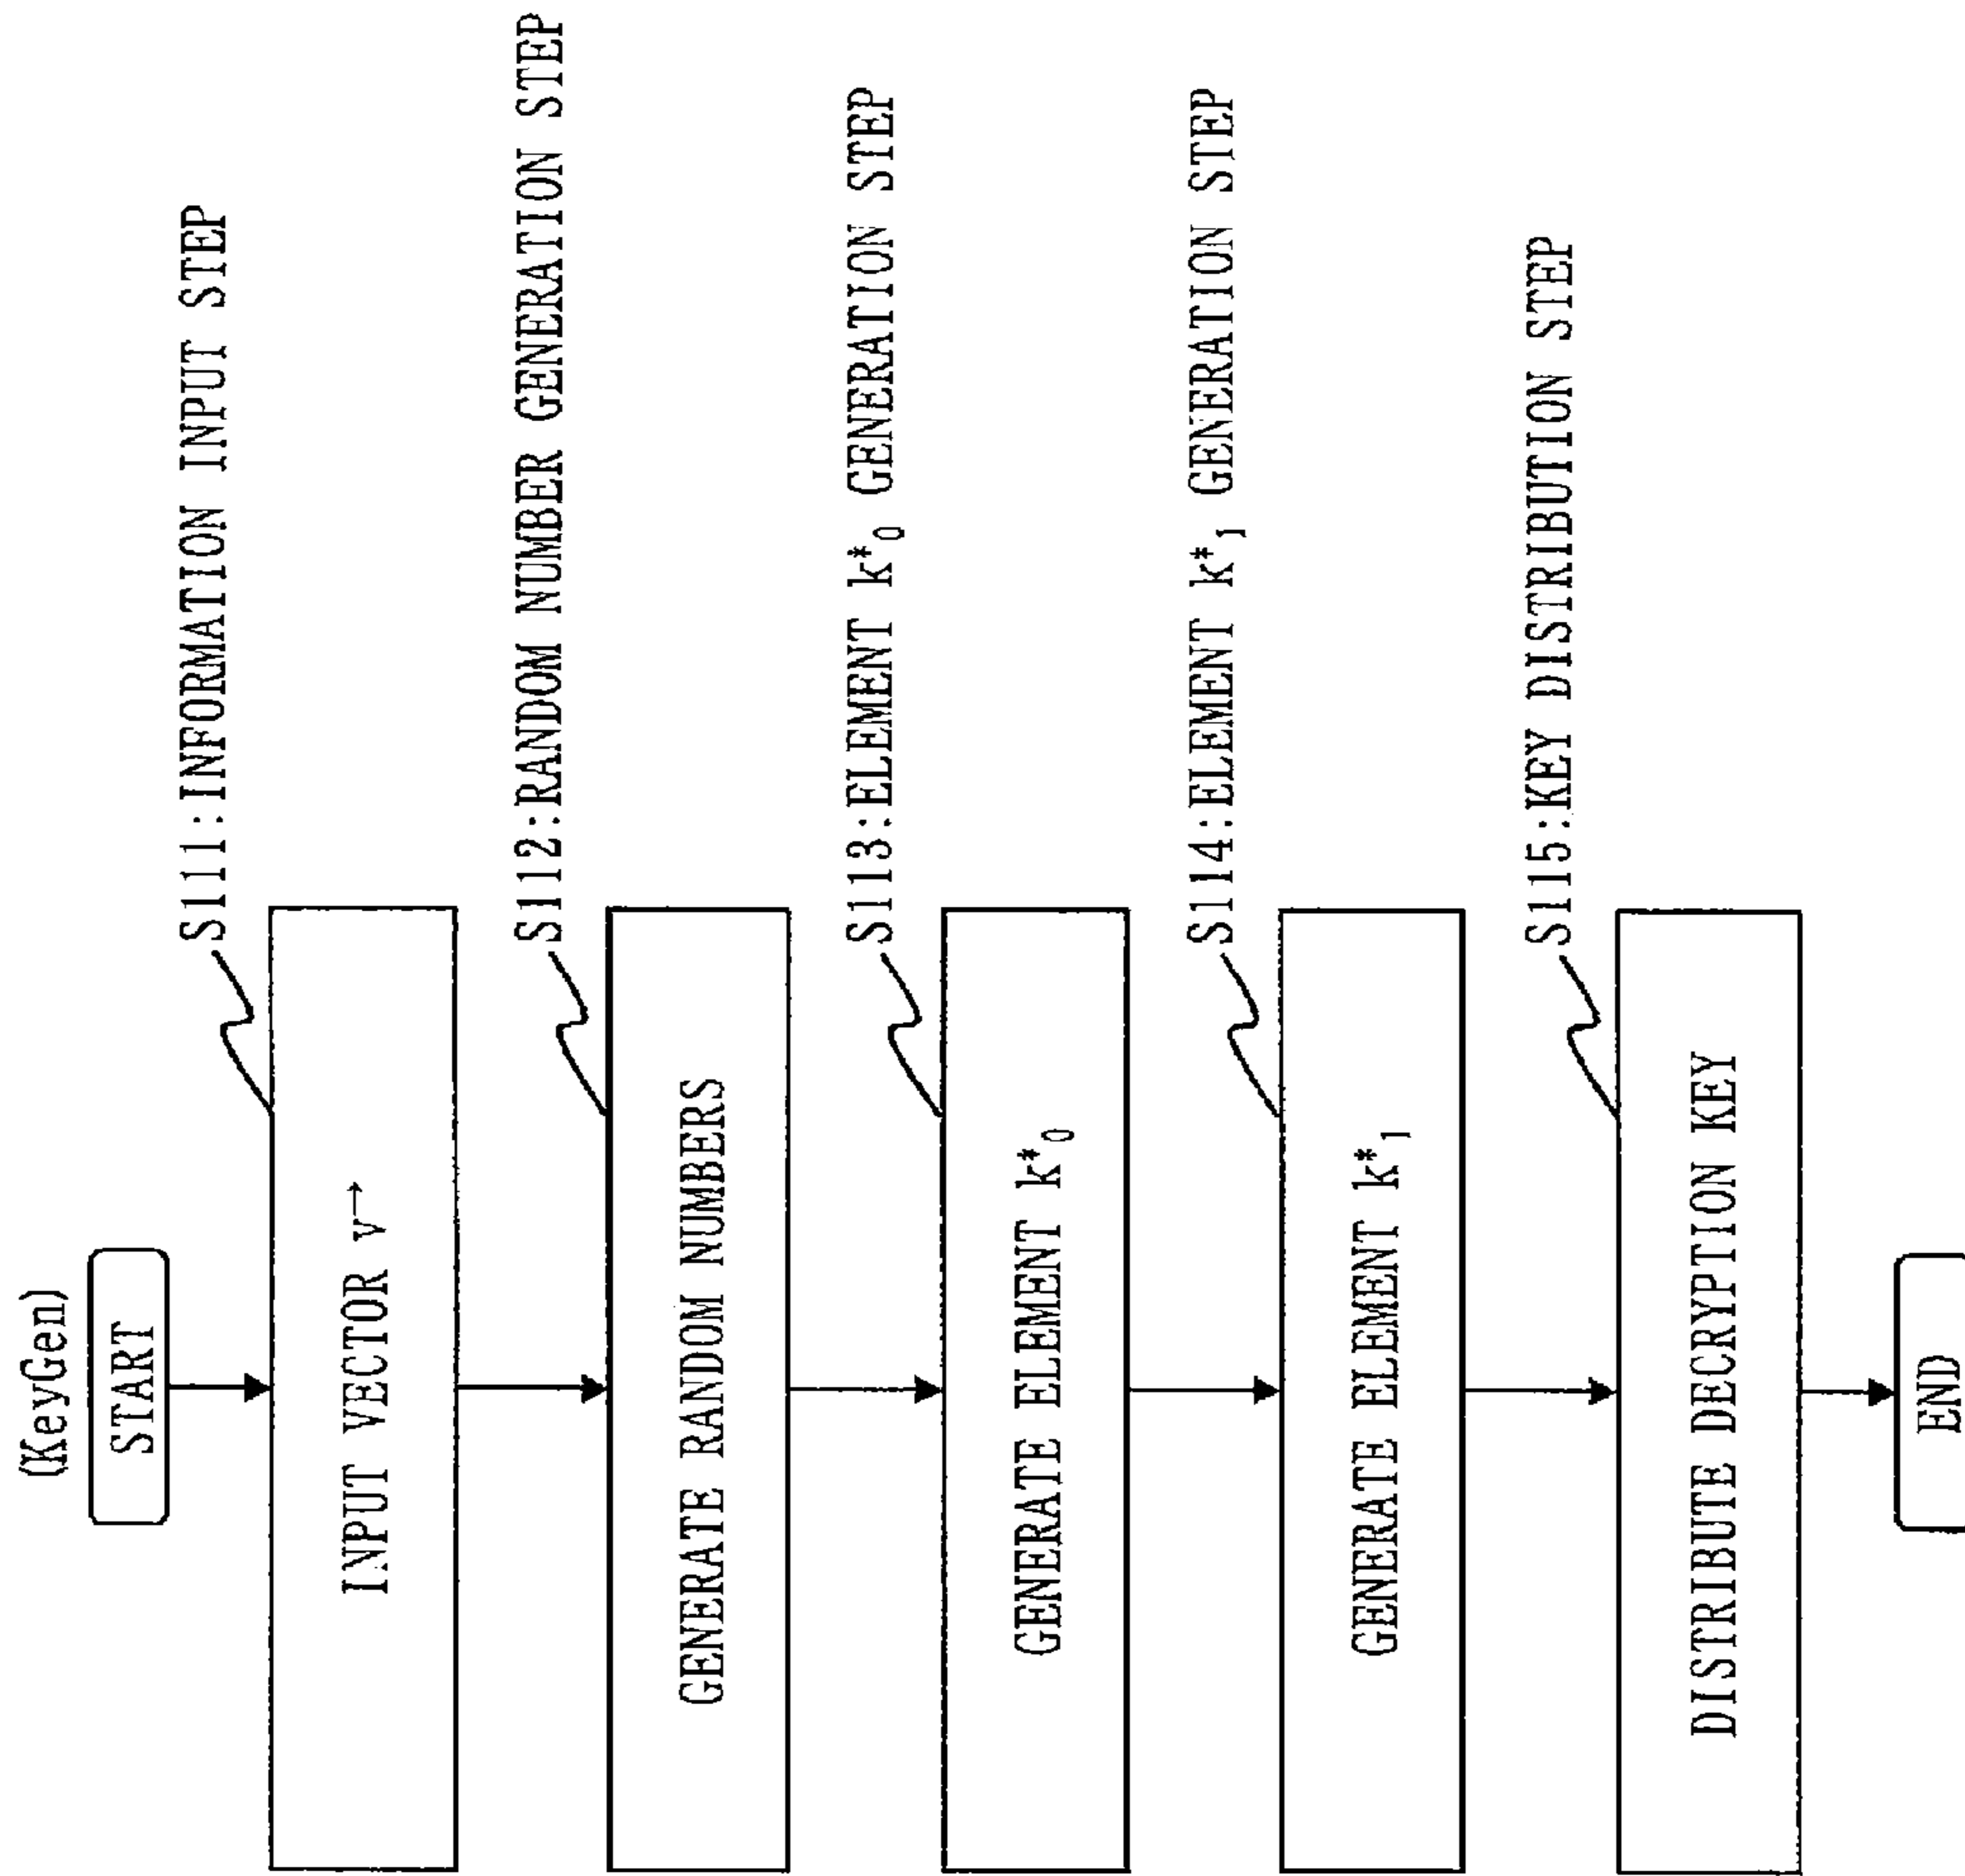 (KeyGen)
START
S111:INFORMATION INPUT STEP
INPUT VECTOR v→
S112:RANDOM NUMBER GENERATION STEP
GENERATE RANDOM NUMBERS
S113:ELEMENT k*₀ GENERATION STEP
GENERATE ELEMENT k*₀
S114:ELEMENT k*₁ GENERATION STEP
GENERATE ELEMENT k*₁
S115:KEY DISTRIBUTION STEP
DISTRIBUTE DECRYPTION KEY
END